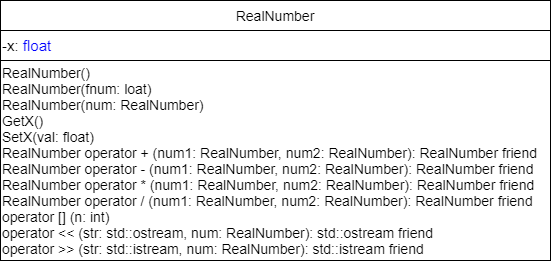 RealNumber
-x: float
RealNumber()
RealNumber(fnum: loat)
RealNumber(num: RealNumber)
GetX()
SetX(val: float)
RealNumber operator + (num1: RealNumber, num2: RealNumber): RealNumber friend
RealNumber operator - (num1: RealNumber, num2: RealNumber): RealNumber friend
RealNumber operator * (num1: RealNumber, num2: RealNumber): RealNumber friend
RealNumber operator / (num1: RealNumber, num2: RealNumber): RealNumber friend
operator [] (n: int)
operator << (str: std::ostream, num: RealNumber): std::ostream friend
operator >> (str: std::istream, num: RealNumber): std::istream friend